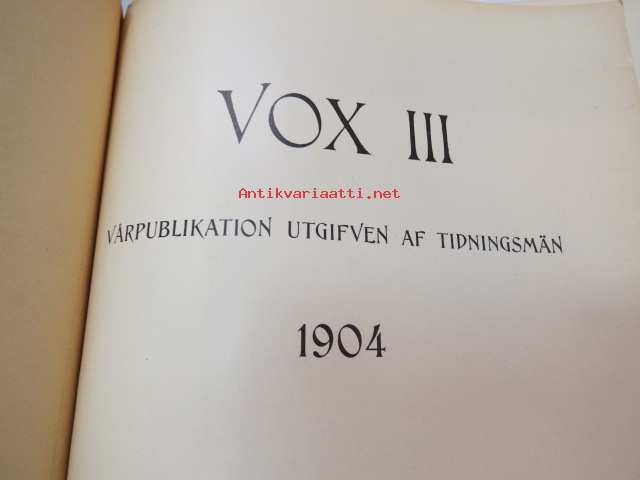 VOX III
Antikvariaatti.net
VÅRPUBLIKATION UTGIFVEN AF TIDNINGSMÄN
1904